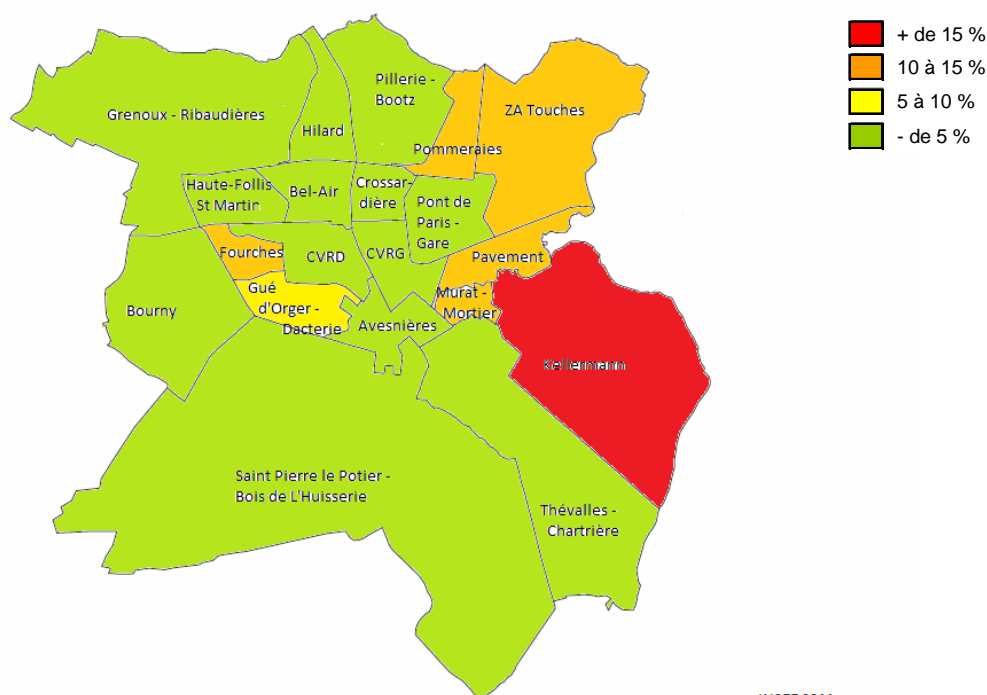 + de 15 %
10 à 15 %
5 à 10 %
- de 5 %
Pillerie -
Bootz
ZA Touches
Grenoux - Ribaudières
Hilard
Pommeraies
Haute-Follis
St Martin
Bel-Air
Crossar-
dière
Pont de
Paris -
Gare
Fourches
CVRD
CVRG
Pavement
Gué
d'Orger -
Dacterie
Murat -
Mortier
Bourny
Avesnières
Kellermann
Saint Pierre le Potier -
Bois de L'Huisserie
Thévalles -
Chartrière